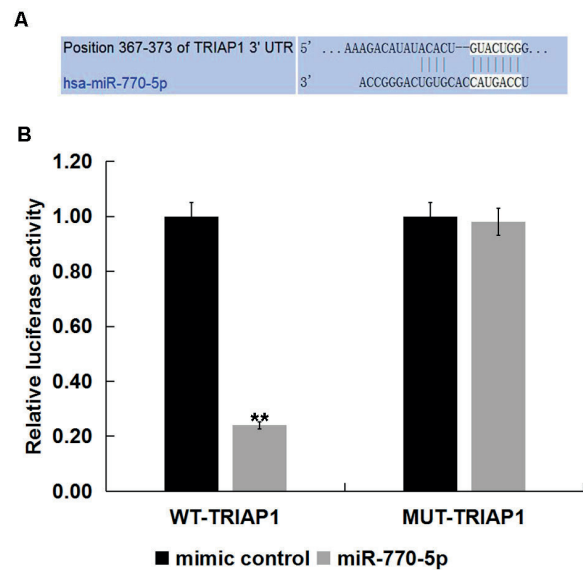 A
Position 367-373 of TRIAP1 3' UTR 5' ...AAAGACAUAUACACU--GUACUGGG...
hsa-miR-770-5p 3' ACCGGGACUGUGCACCAUGACCU
B
Relative luciferase activity
1.20
1.00
0.80
0.60
0.40
0.20
0.00
**
WT-TRIAP1 MUT-TRIAP1
mimic control miR-770-5p